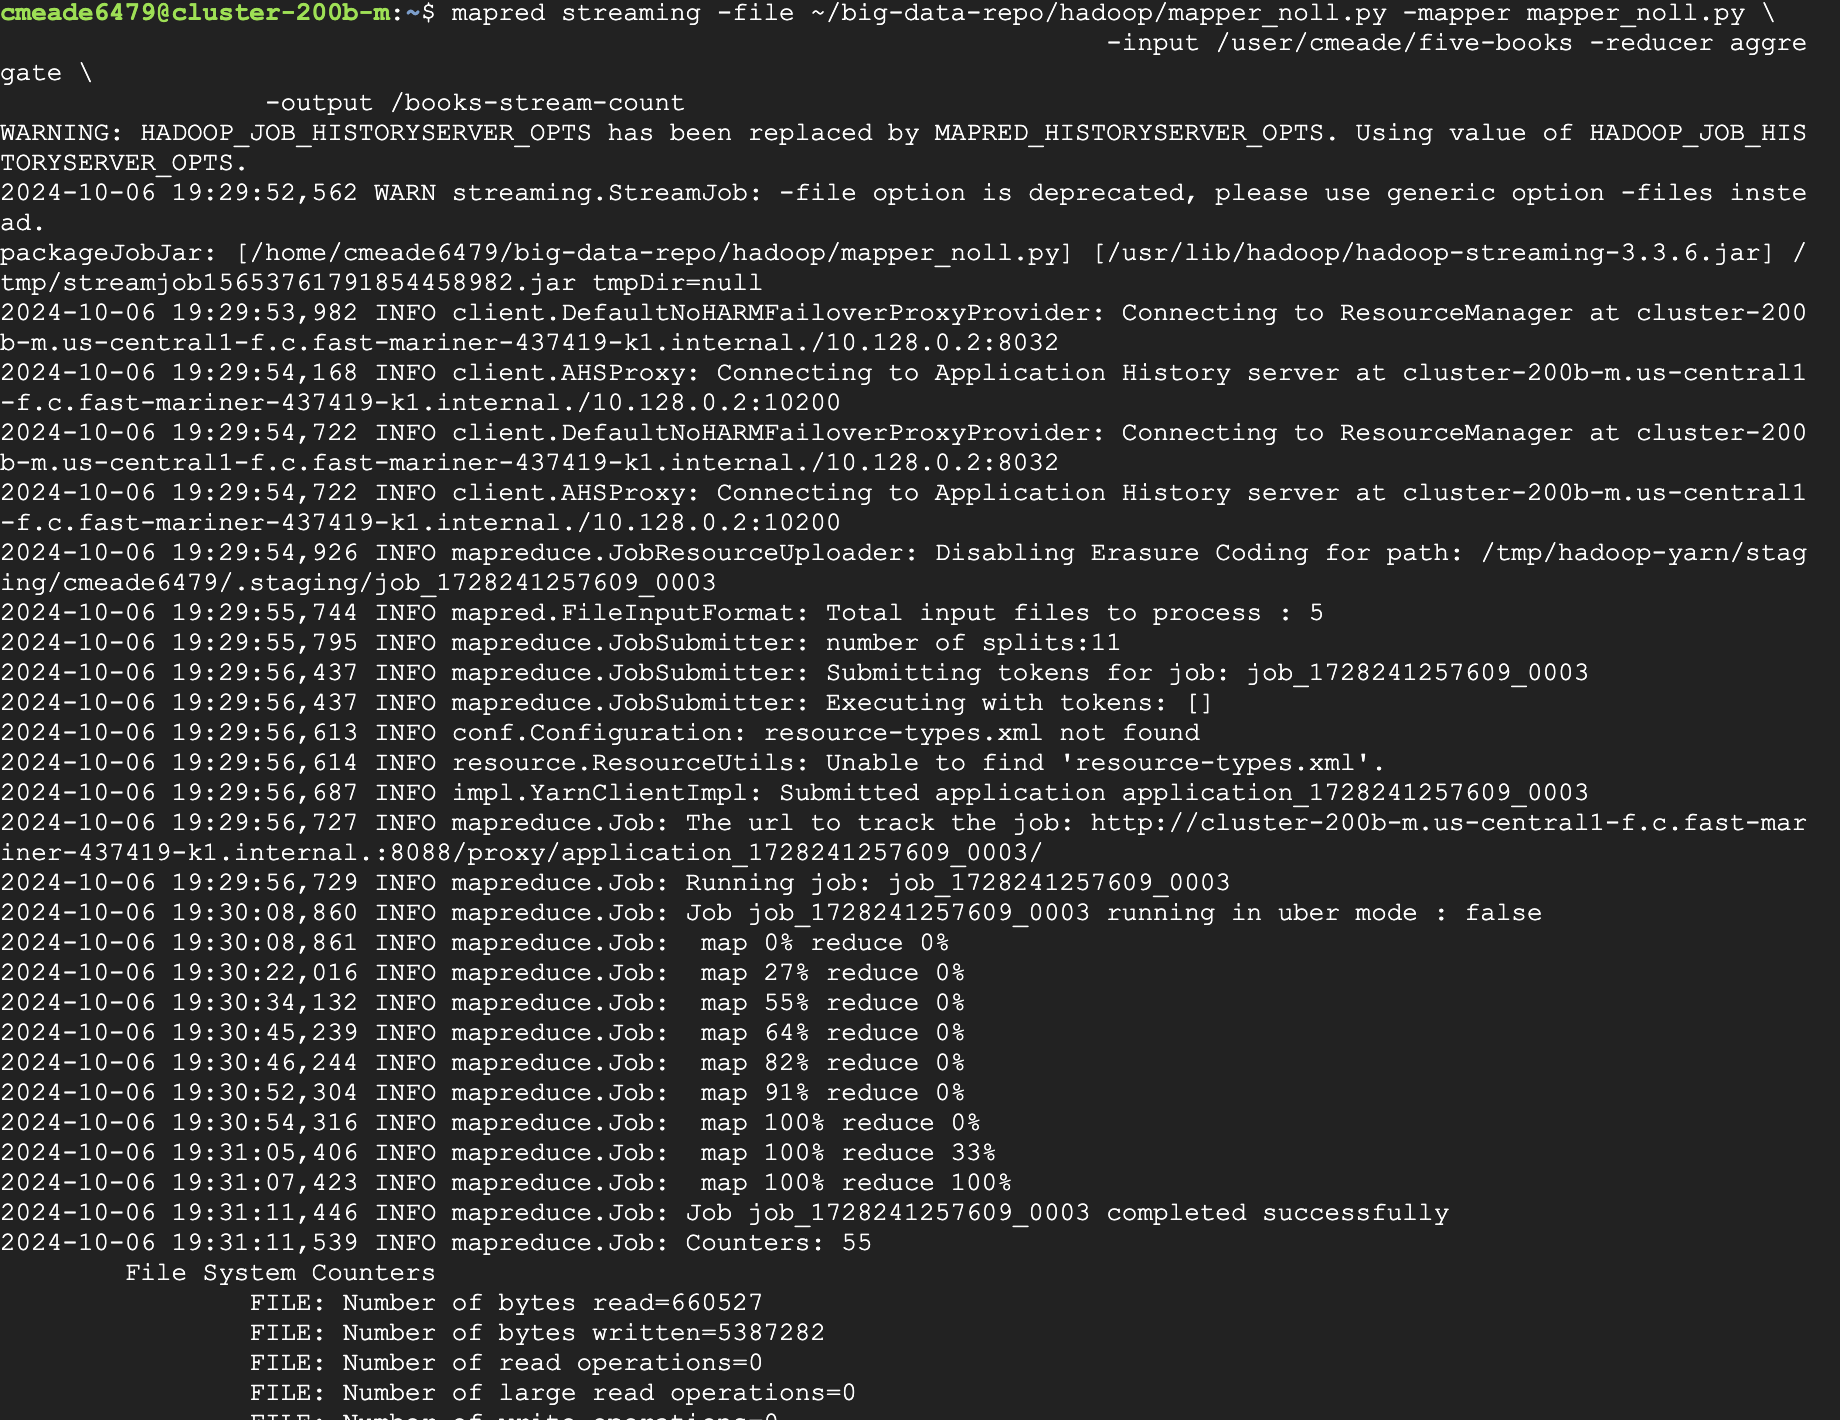 cmeade6479@cluster-200b-m:~$ mapred streaming -file ~/big-data-repo/hadoop/mapper_noll.py -mapper mapper_noll.py \
-input /user/cmeade/five-books -reducer aggre
gate \
-output /books-stream-count
WARNING: HADOOP_JOB_HISTORYSERVER_OPTS has been replaced by MAPRED_HISTORYSERVER_OPTS. Using value of HADOOP_JOB_HIS
TORYSERVER_OPTS.
2024-10-06 19:29:52,562 WARN streaming.StreamJob: -file option is deprecated, please use generic option -files inste
ad.
packageJobJar: [/home/cmeade6479/big-data-repo/hadoop/mapper_noll.py] [/usr/lib/hadoop/hadoop-streaming-3.3.6.jar] /
tmp/streamjob15653761791854458982.jar tmpDir=null
2024-10-06 19:29:53,982 INFO client.DefaultNoHARMFailoverProxyProvider: Connecting to ResourceManager at cluster-200
b-m.us-central1-f.c.fast-mariner-437419-k1.internal./10.128.0.2:8032
2024-10-06 19:29:54,168 INFO client.AHSProxy: Connecting to Application History server at cluster-200b-m.us-central1
-f.c.fast-mariner-437419-k1.internal./10.128.0.2:10200
2024-10-06 19:29:54,722 INFO client.DefaultNoHARMFailoverProxyProvider: Connecting to ResourceManager at cluster-200
b-m.us-central1-f.c.fast-mariner-437419-k1.internal./10.128.0.2:8032
2024-10-06 19:29:54,722 INFO client.AHSProxy: Connecting to Application History server at cluster-200b-m.us-central1
-f.c.fast-mariner-437419-k1.internal./10.128.0.2:10200
2024-10-06 19:29:54,926 INFO mapreduce.JobResourceUploader: Disabling Erasure Coding for path: /tmp/hadoop-yarn/stag
ing/cmeade6479/.staging/job_1728241257609_0003
2024-10-06 19:29:55,744 INFO mapred.FileInputFormat: Total input files to process : 5
2024-10-06 19:29:55,795 INFO mapreduce.JobSubmitter: number of splits:11
2024-10-06 19:29:56,437 INFO mapreduce.JobSubmitter: Submitting tokens for job: job_1728241257609_0003
2024-10-06 19:29:56,437 INFO mapreduce.JobSubmitter: Executing with tokens: []
2024-10-06 19:29:56,613 INFO conf.Configuration: resource-types.xml not found
2024-10-06 19:29:56,614 INFO resource.ResourceUtils: Unable to find 'resource-types.xml'.
2024-10-06 19:29:56,687 INFO impl.YarnClientImpl: Submitted application application_1728241257609_0003
2024-10-06 19:29:56,727 INFO mapreduce.Job: The url to track the job: http://cluster-200b-m.us-central1-f.c.fast-mar
iner-437419-k1.internal.:8088/proxy/application_1728241257609_0003/
2024-10-06 19:29:56,729 INFO mapreduce.Job: Running job: job_1728241257609_0003
2024-10-06 19:30:08,860 INFO mapreduce.Job: Job job_1728241257609_0003 running in uber mode : false
2024-10-06 19:30:08,861 INFO mapreduce.Job:  map 0% reduce 0%
2024-10-06 19:30:22,016 INFO mapreduce.Job:  map 27% reduce 0%
2024-10-06 19:30:34,132 INFO mapreduce.Job:  map 55% reduce 0%
2024-10-06 19:30:45,239 INFO mapreduce.Job:  map 64% reduce 0%
2024-10-06 19:30:46,244 INFO mapreduce.Job:  map 82% reduce 0%
2024-10-06 19:30:52,304 INFO mapreduce.Job:  map 91% reduce 0%
2024-10-06 19:30:54,316 INFO mapreduce.Job:  map 100% reduce 0%
2024-10-06 19:31:05,406 INFO mapreduce.Job:  map 100% reduce 33%
2024-10-06 19:31:07,423 INFO mapreduce.Job:  map 100% reduce 100%
2024-10-06 19:31:11,446 INFO mapreduce.Job: Job job_1728241257609_0003 completed successfully
2024-10-06 19:31:11,539 INFO mapreduce.Job: Counters: 55
File System Counters
FILE: Number of bytes read=660527
FILE: Number of bytes written=5387282
FILE: Number of read operations=0
FILE: Number of large read operations=0
FILE: Number of write operations=0